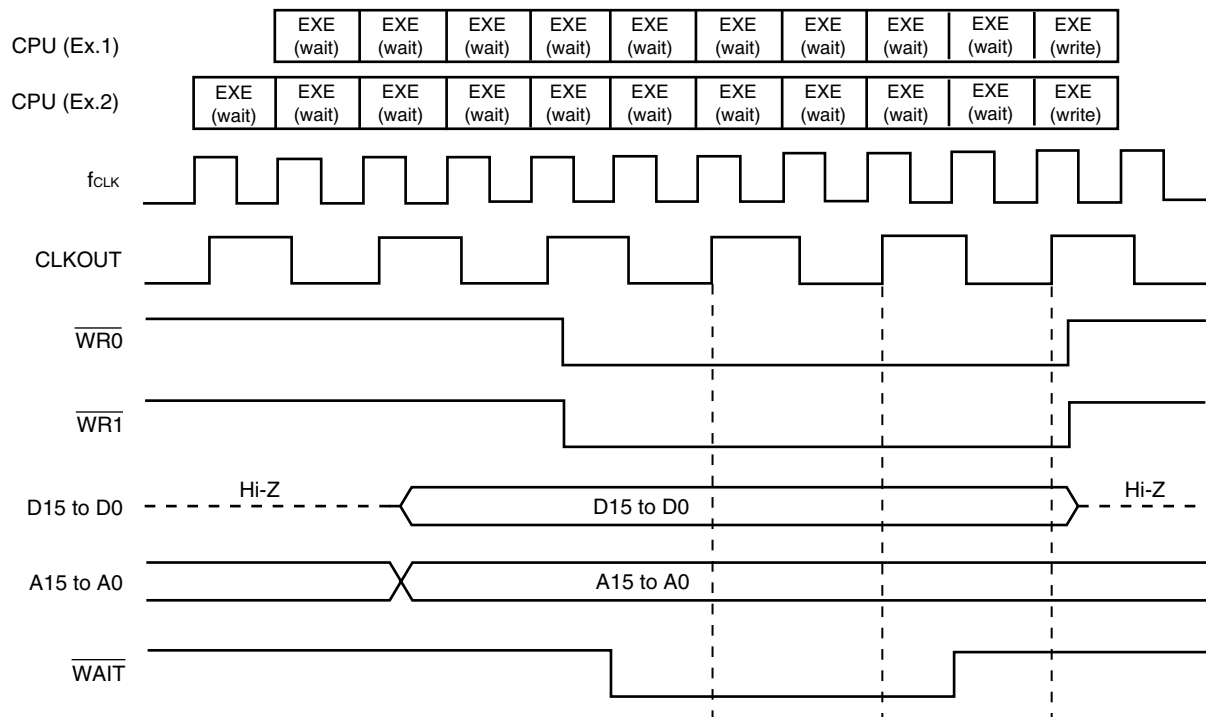 CPU (Ex.1) EXE (wait) EXE (wait) EXE (wait) EXE (wait) EXE (wait) EXE (wait) EXE (wait) EXE (wait) EXE (wait) EXE (write)
CPU (Ex.2) EXE (wait) EXE (wait) EXE (wait) EXE (wait) EXE (wait) EXE (wait) EXE (wait) EXE (wait) EXE (wait) EXE (wait) EXE (write)
fCLK
CLKOUT
WR0
WR1
D15 to D0 Hi-Z D15 to D0 Hi-Z
A15 to A0 A15 to A0
WAIT